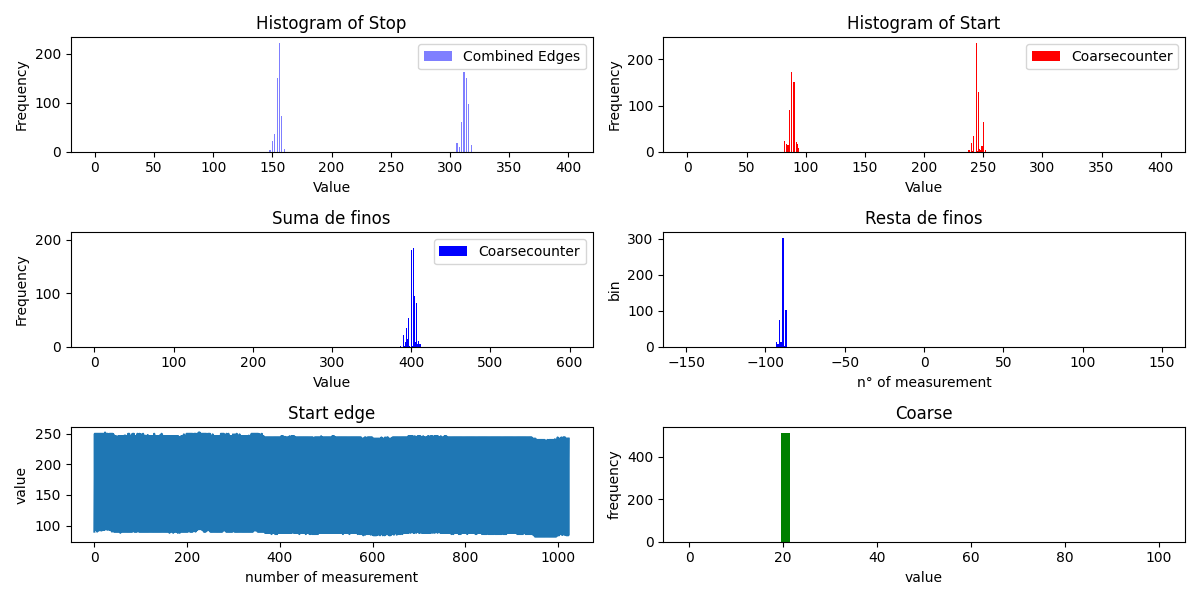 Histogram of Stop
Frequency
200
100
0
Combined Edges
0 50 100 150 200 250 300 350 400
Value
Histogram of Start
Frequency
200
100
0
Coarsecounter
0 50 100 150 200 250 300 350 400
Value
Suma de finos
Frequency
200
100
0
Coarsecounter
0 100 200 300 400 500 600
Value
Resta de finos
bin
300
200
100
0
−150 −100 −50 0 50 100 150
n° of measurement
Start edge
value
250
200
150
100
0 200 400 600 800 1000
number of measurement
Coarse
frequency
400
200
0
0 20 40 60 80 100
value